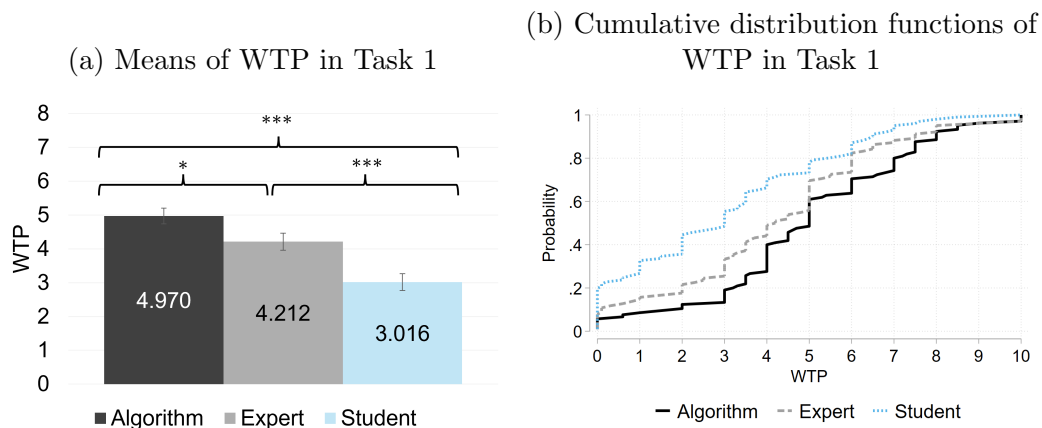 (a) Means of WTP in Task 1
8
7
6
5
4
3
2
1
0
WTP
***
*
***
4.970
4.212
3.016
Algorithm Expert Student
(b) Cumulative distribution functions of
WTP in Task 1
1
.8
.6
.4
.2
0
Probability
0 1 2 3 4 5 6 7 8 9 10
WTP
Algorithm Expert Student